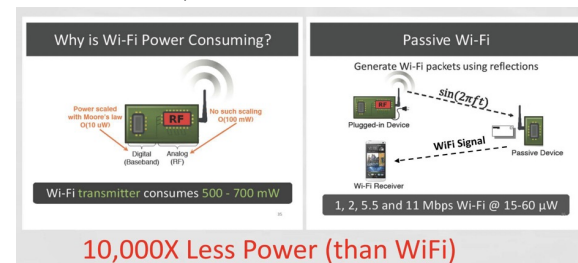 Why is Wi-Fi Power Consuming?
Power scaled
with Moore's law
O(10 uW)
No such scaling
O(100 mW)
RF
Digital
(Baseband)
Analog
(RF)
Wi-Fi transmitter consumes 500 - 700 mW
Passive Wi-Fi
Generate Wi-Fi packets using reflections
sin(2πft)
RF
Plugged-in Device
WiFi Signal
Passive Device
Wi-Fi Receiver
1, 2, 5.5 and 11 Mbps Wi-Fi @ 15-60 µW
10,000X Less Power (than WiFi)